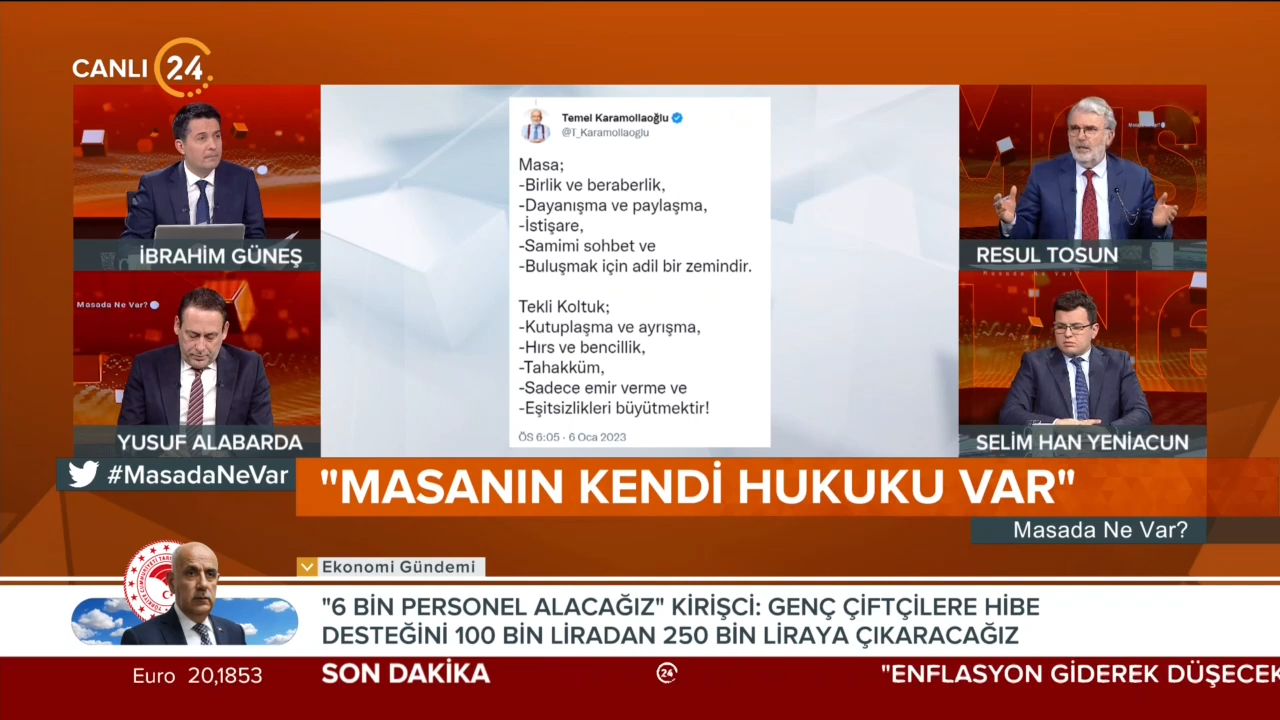 CANLI 24
Temel Karamollaoğlu
@T_Karamollaoglu
Masa;
-Birlik ve beraberlik,
-Dayanışma ve paylaşma,
-İstişare,
-Samimi sohbet ve
-Buluşmak için adil bir zemindir.
Tekli Koltuk;
-Kutuplaşma ve ayrışma,
-Hırs ve bencillik,
-Tahakküm,
-Sadece emir verme ve
-Eşitsizlikleri büyütmektir!
ÖS 6:05 · 6 Oca 2023
İBRAHİM GÜNEŞ
RESUL TOSUN
Masada Ne Var?
YUSUF ALABARDA
SELİM HAN YENİACUN
#MasadaNeVar
"MASANIN KENDİ HUKUKU VAR"
Masada Ne Var?
Ekonomi Gündemi
"6 BİN PERSONEL ALACAĞIZ" KİRİŞCİ: GENÇ ÇİFTÇİLERE HİBE
DESTEĞİNİ 100 BİN LİRADAN 250 BİN LİRAYA ÇIKARACAĞIZ
Euro 20,1853
SON DAKİKA
24
"ENFLASYON GİDEREK DÜŞECEK